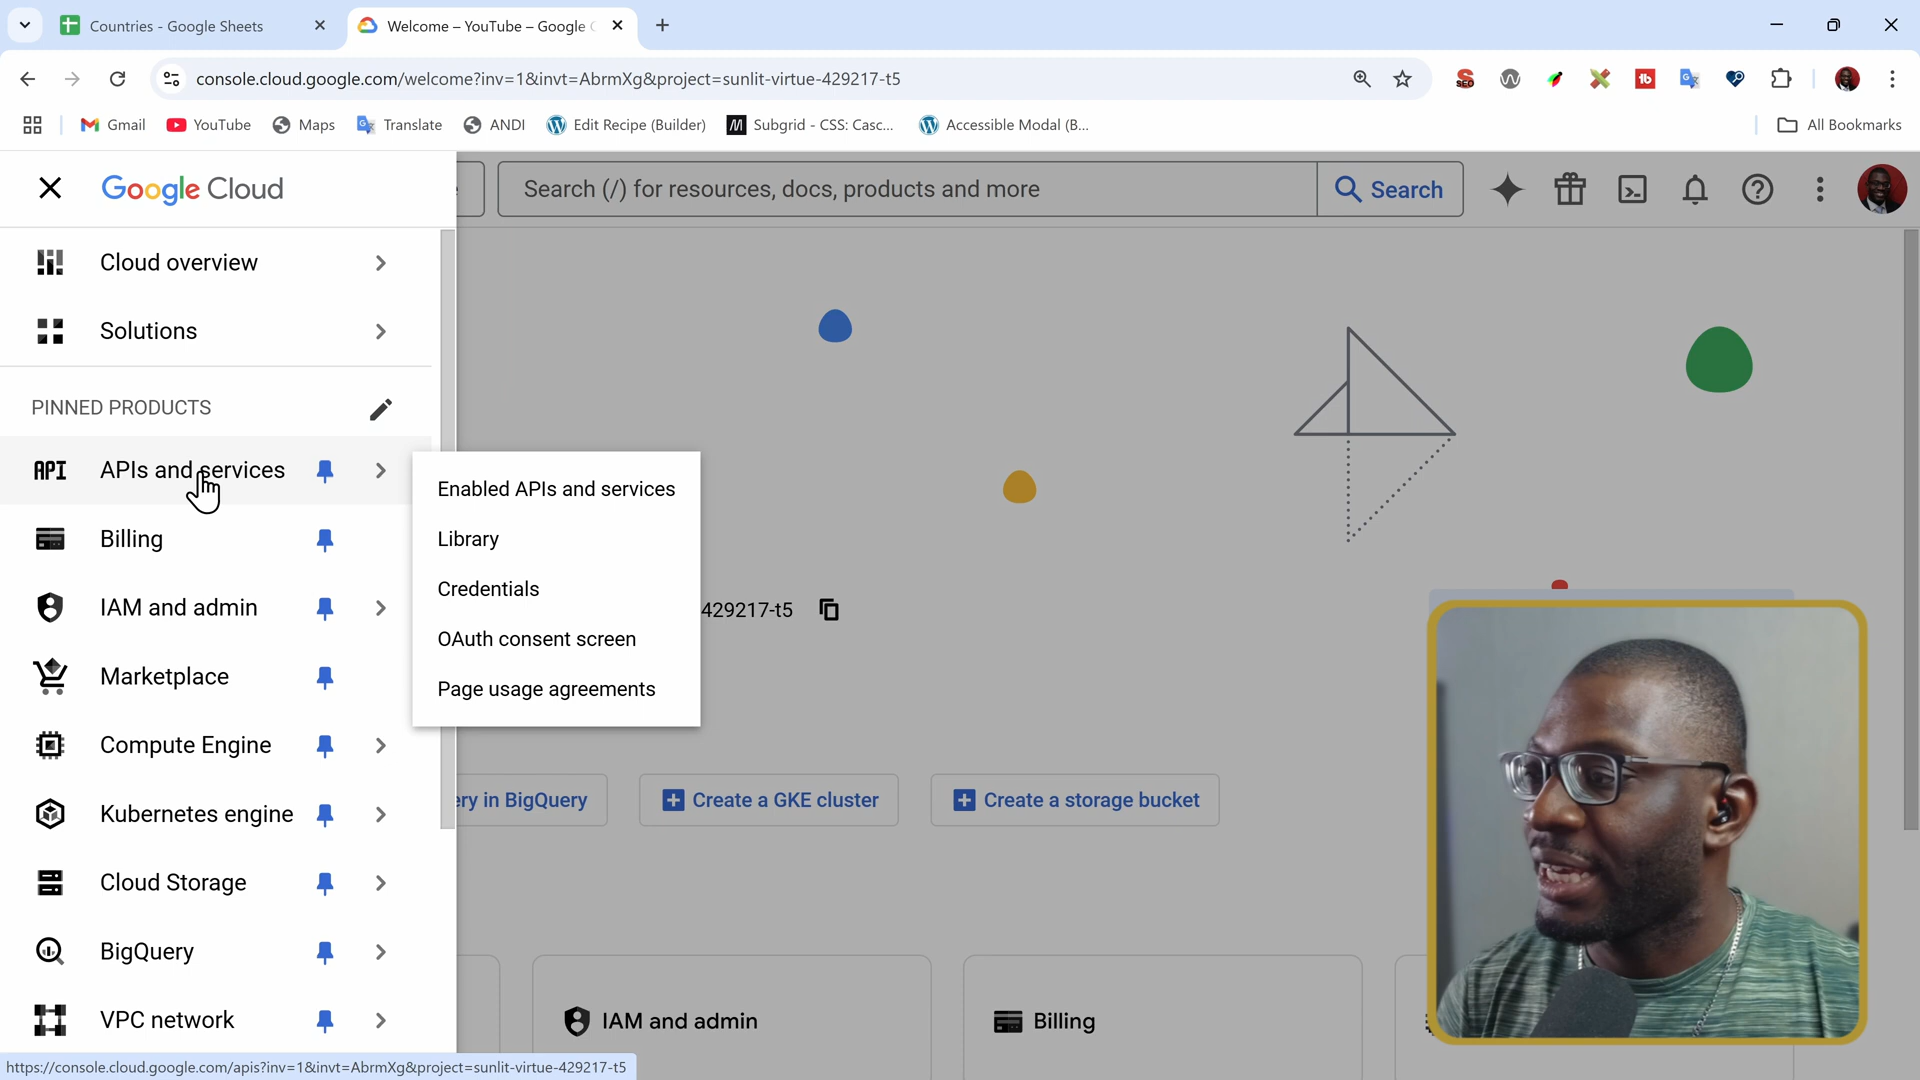 Countries - Google Sheets
Welcome – YouTube – Google
console.cloud.google.com/welcome?inv=1&invt=AbrmXg&project=sunlit-virtue-429217-t5
SEO
tb
Gmail
YouTube
Maps
Translate
ANDI
Edit Recipe (Builder)
Subgrid - CSS: Casc...
Accessible Modal (B...
All Bookmarks
Google Cloud
Search (/) for resources, docs, products and more
Search
Cloud overview
Solutions
PINNED PRODUCTS
API
APIs and services
Enabled APIs and services
Billing
Library
Credentials
IAM and admin
429217-t5
OAuth consent screen
Marketplace
Page usage agreements
Compute Engine
Kubernetes engine
ery in BigQuery
Create a GKE cluster
Create a storage bucket
Cloud Storage
BigQuery
VPC network
IAM and admin
Billing
https://console.cloud.google.com/apis?inv=1&invt=AbrmXg&project=sunlit-virtue-429217-t5